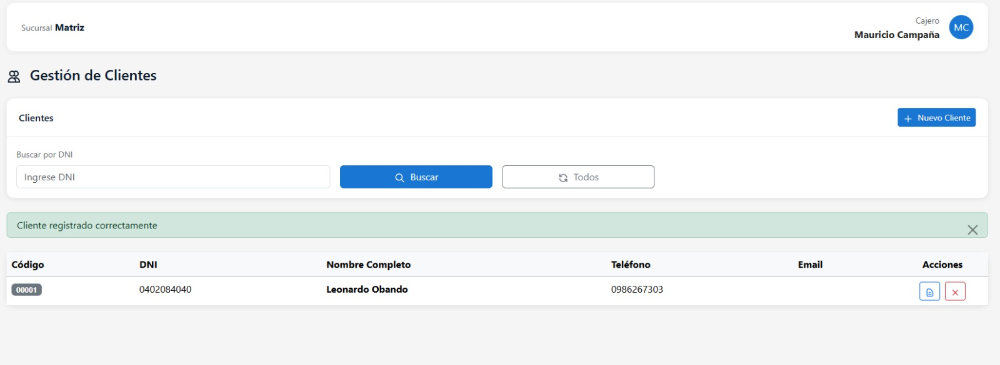 Sucursal Matriz
Cajero
Mauricio Campaña
MC
Gestión de Clientes
Clientes
Nuevo Cliente
Buscar por DNI
Ingrese DNI
Buscar
Todos
Cliente registrado correctamente
Código DNI Nombre Completo Teléfono Email Acciones
00001 0402084040 Leonardo Obando 0986267303